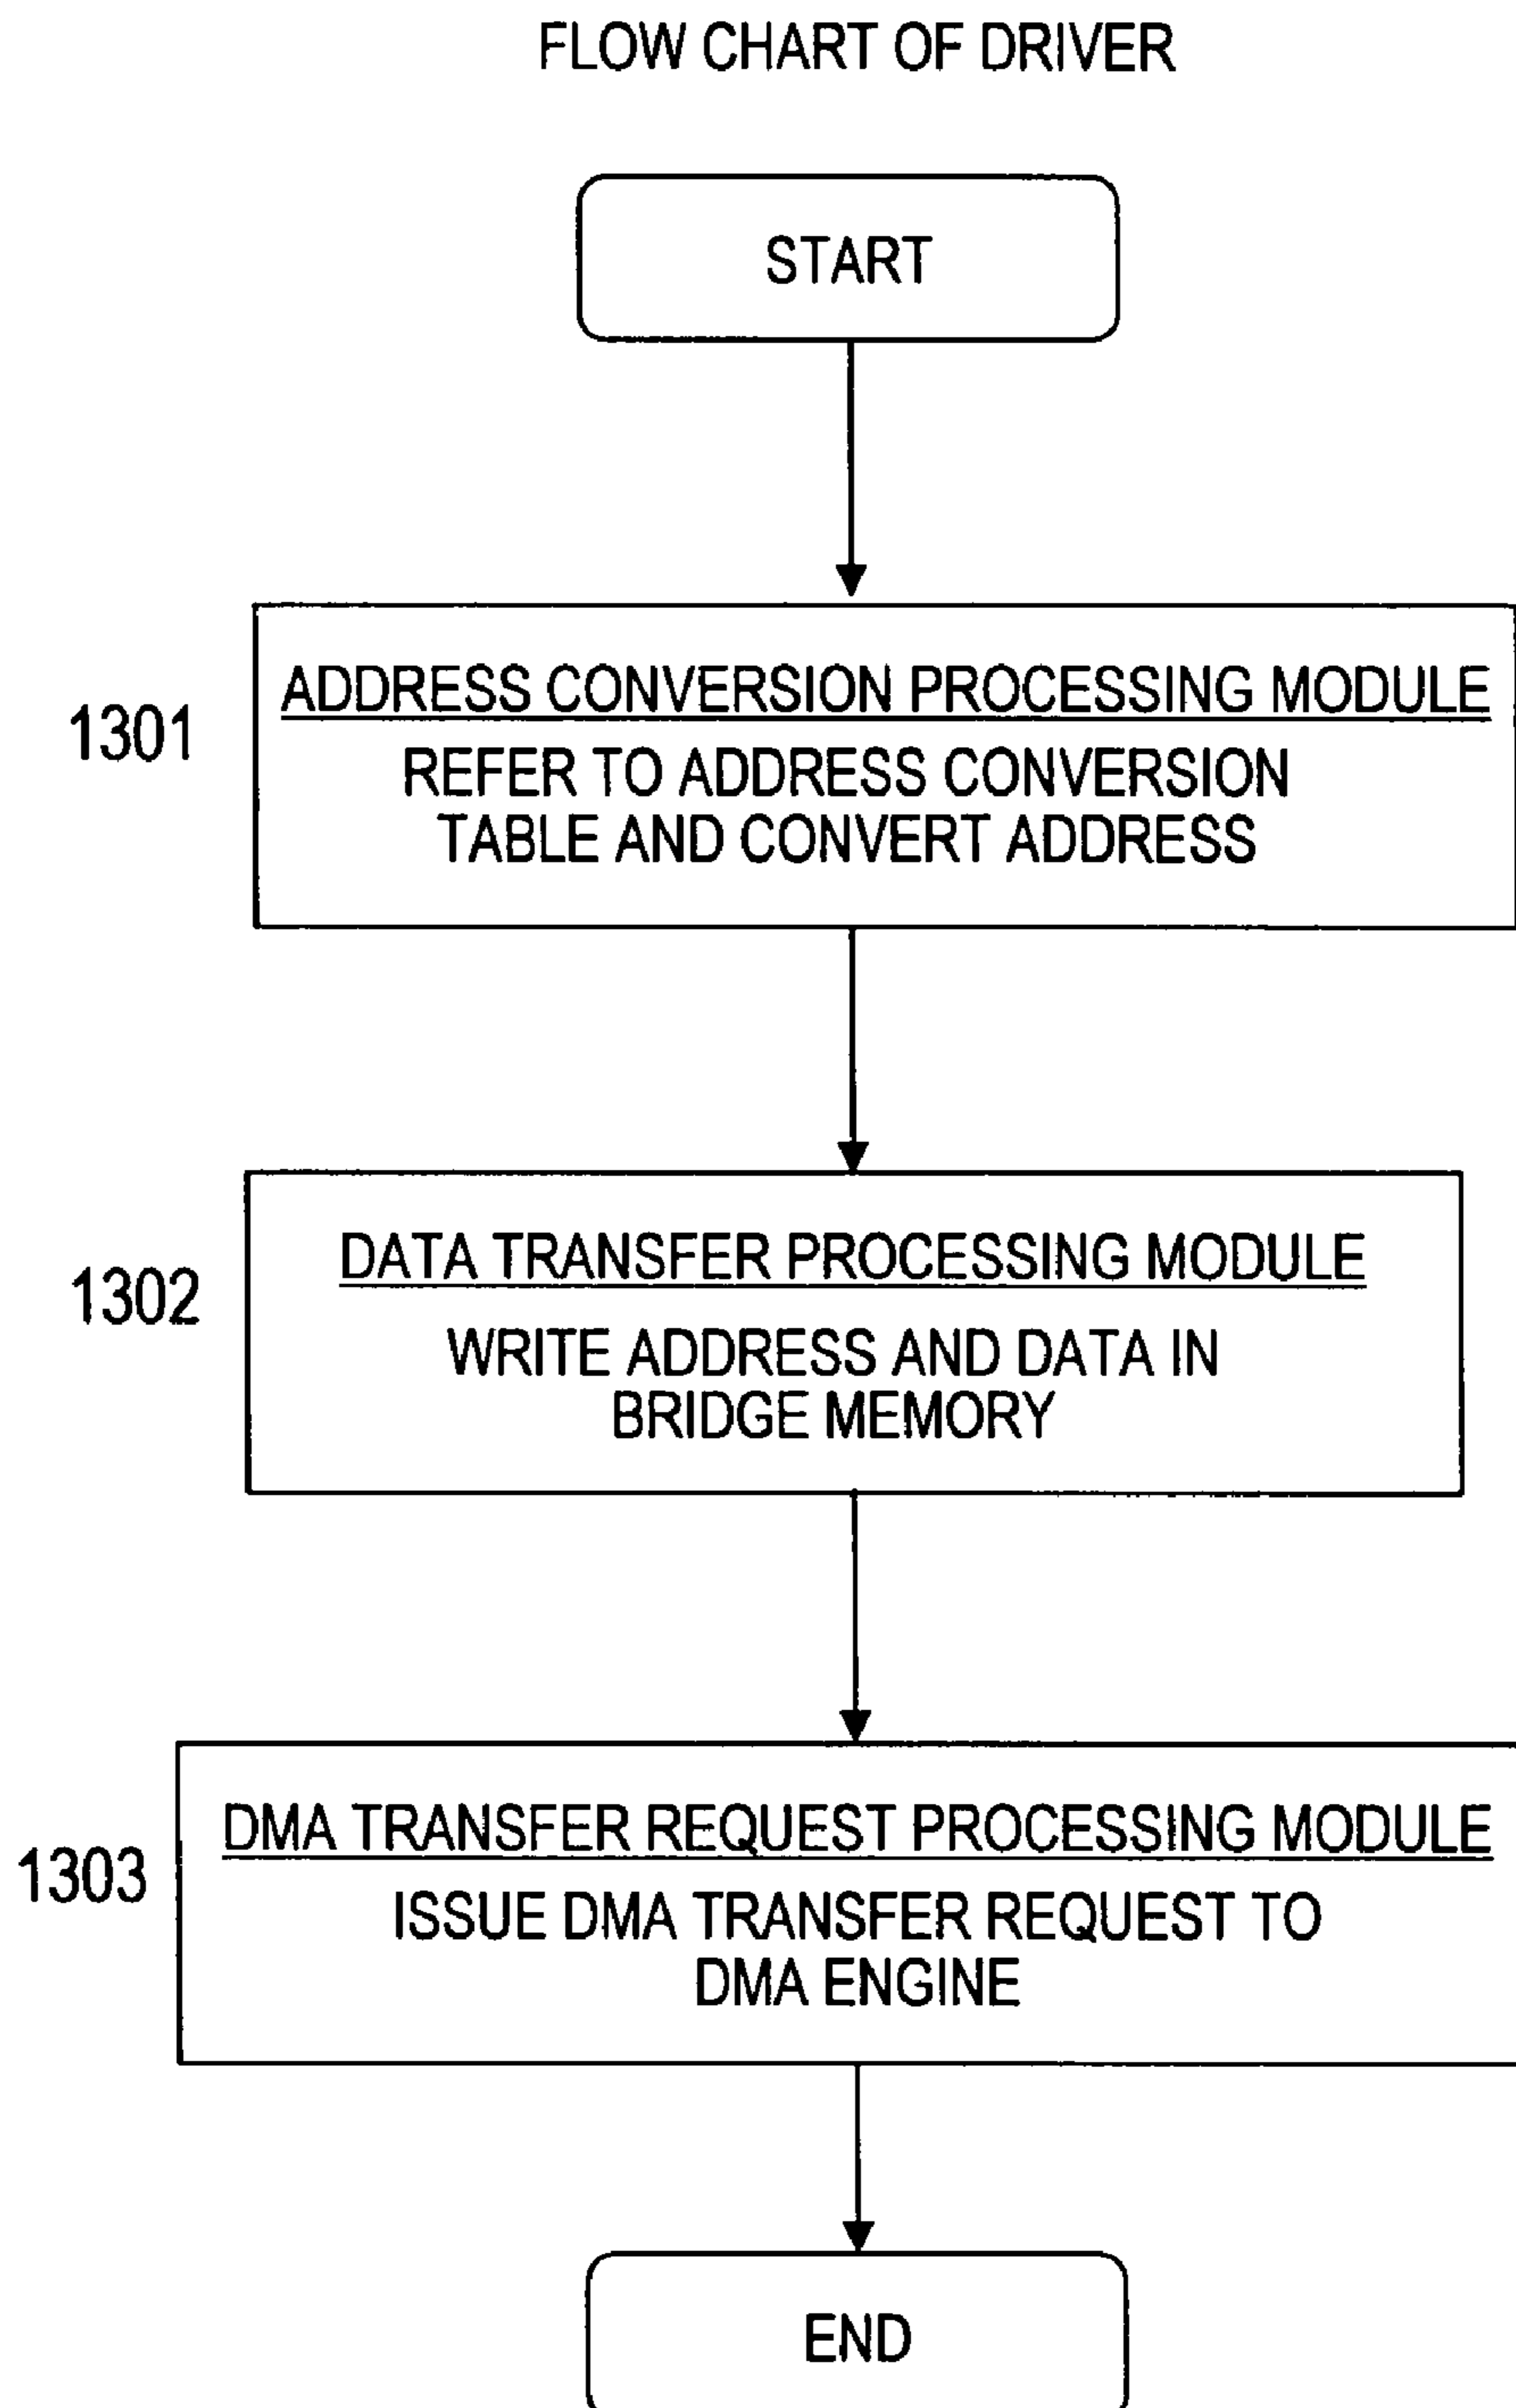 FLOW CHART OF DRIVER
START
1301
ADDRESS CONVERSION PROCESSING MODULE
REFER TO ADDRESS CONVERSION
TABLE AND CONVERT ADDRESS
1302
DATA TRANSFER PROCESSING MODULE
WRITE ADDRESS AND DATA IN
BRIDGE MEMORY
1303
DMA TRANSFER REQUEST PROCESSING MODULE
ISSUE DMA TRANSFER REQUEST TO
DMA ENGINE
END